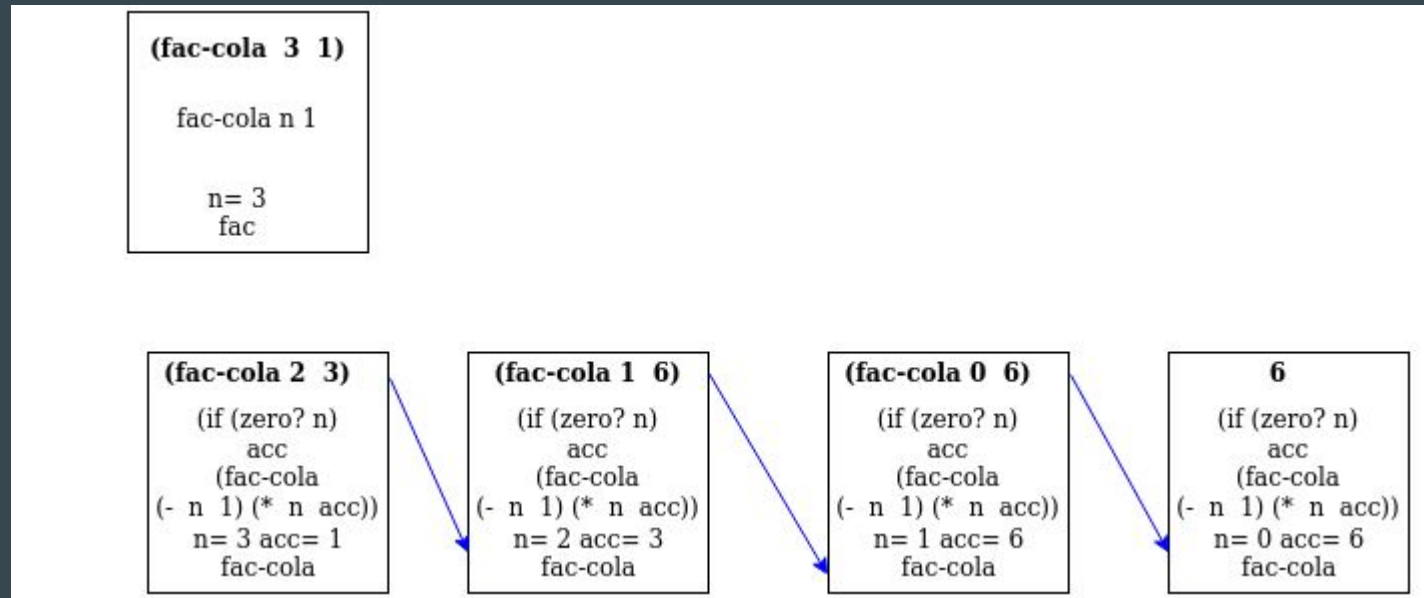 (fac-cola 3 1)
fac-cola n 1
n= 3
fac
(fac-cola 2 3)
(if (zero? n)
acc
(fac-cola
(- n 1) (* n acc))
n= 3 acc= 1
fac-cola
(fac-cola 1 6)
(if (zero? n)
acc
(fac-cola
(- n 1) (* n acc))
n= 2 acc= 3
fac-cola
(fac-cola 0 6)
(if (zero? n)
acc
(fac-cola
(- n 1) (* n acc))
n= 1 acc= 6
fac-cola
6
(if (zero? n)
acc
(fac-cola
(- n 1) (* n acc))
n= 0 acc= 6
fac-cola